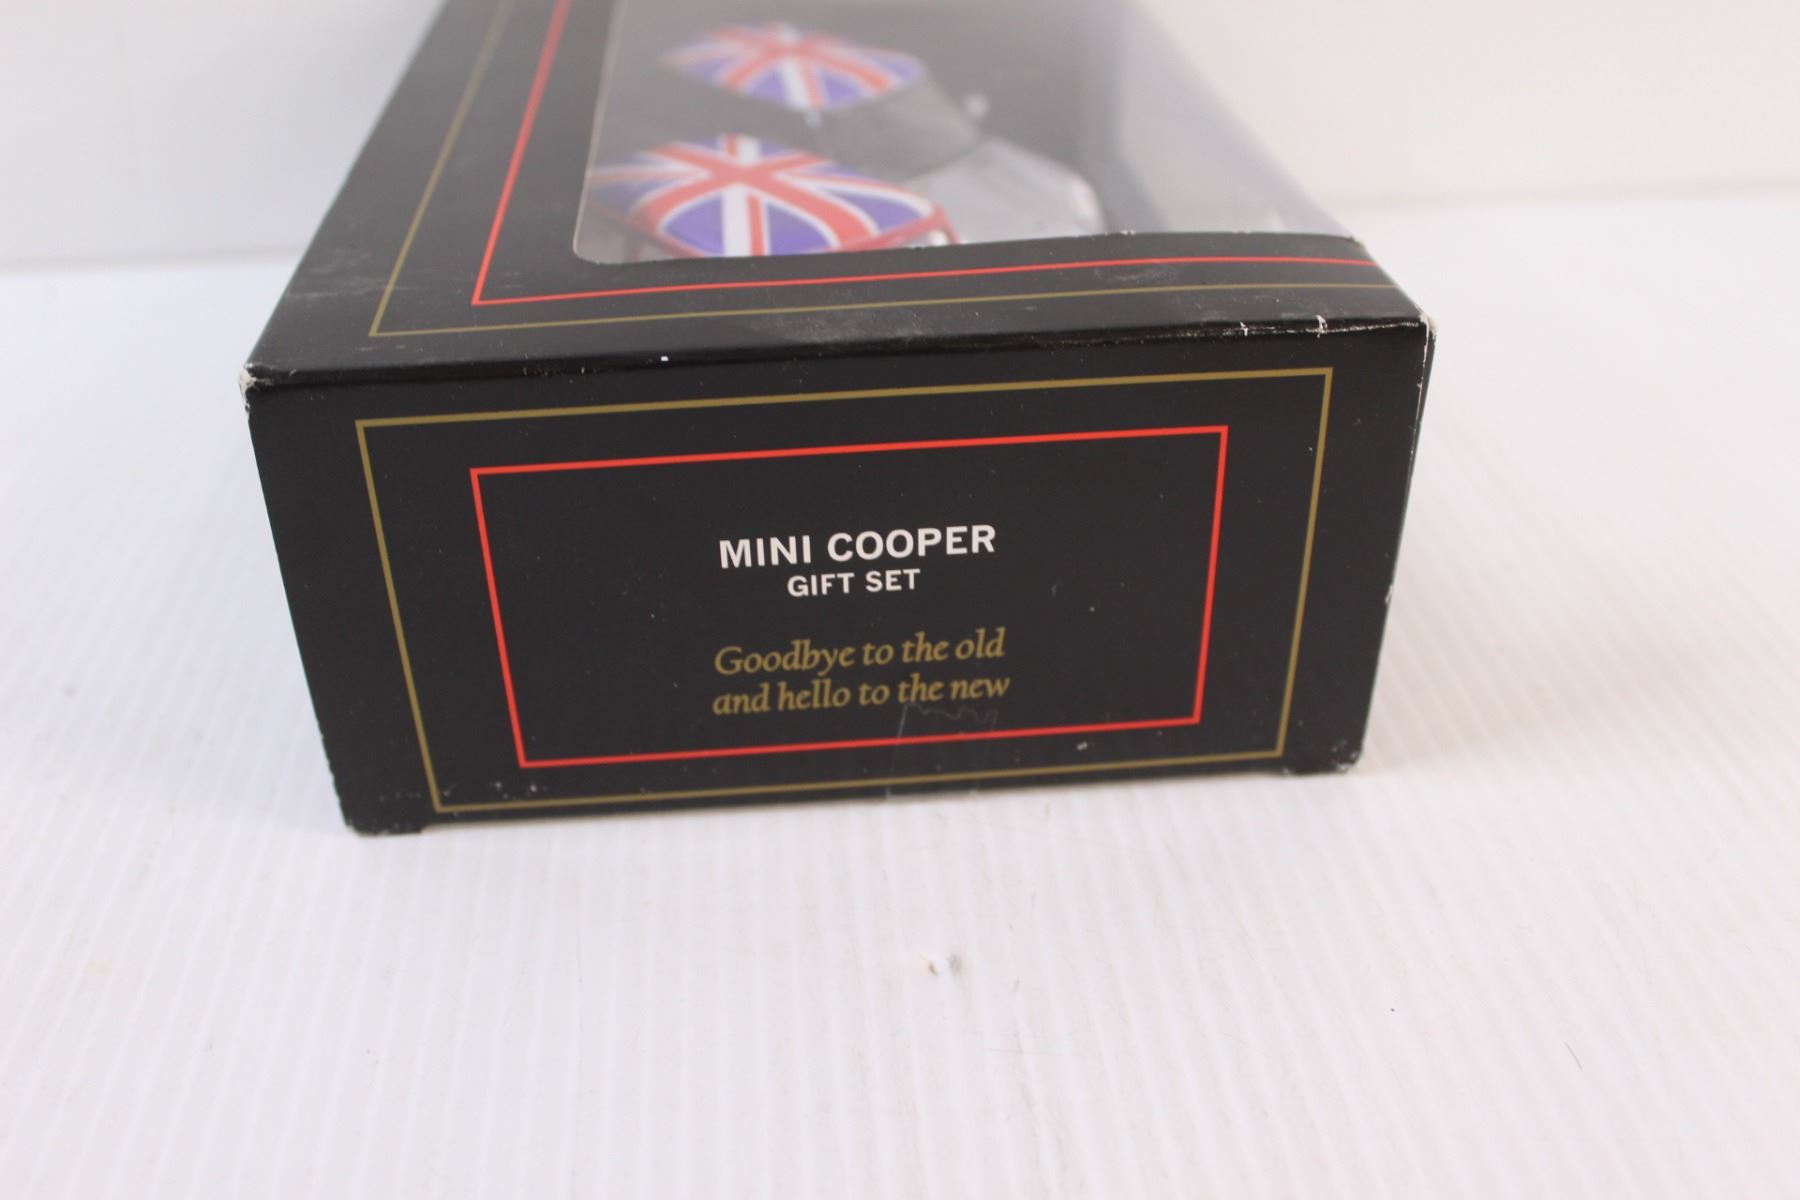 MINI COOPER
GIFT SET
Goodbye to the old
and hello to the new